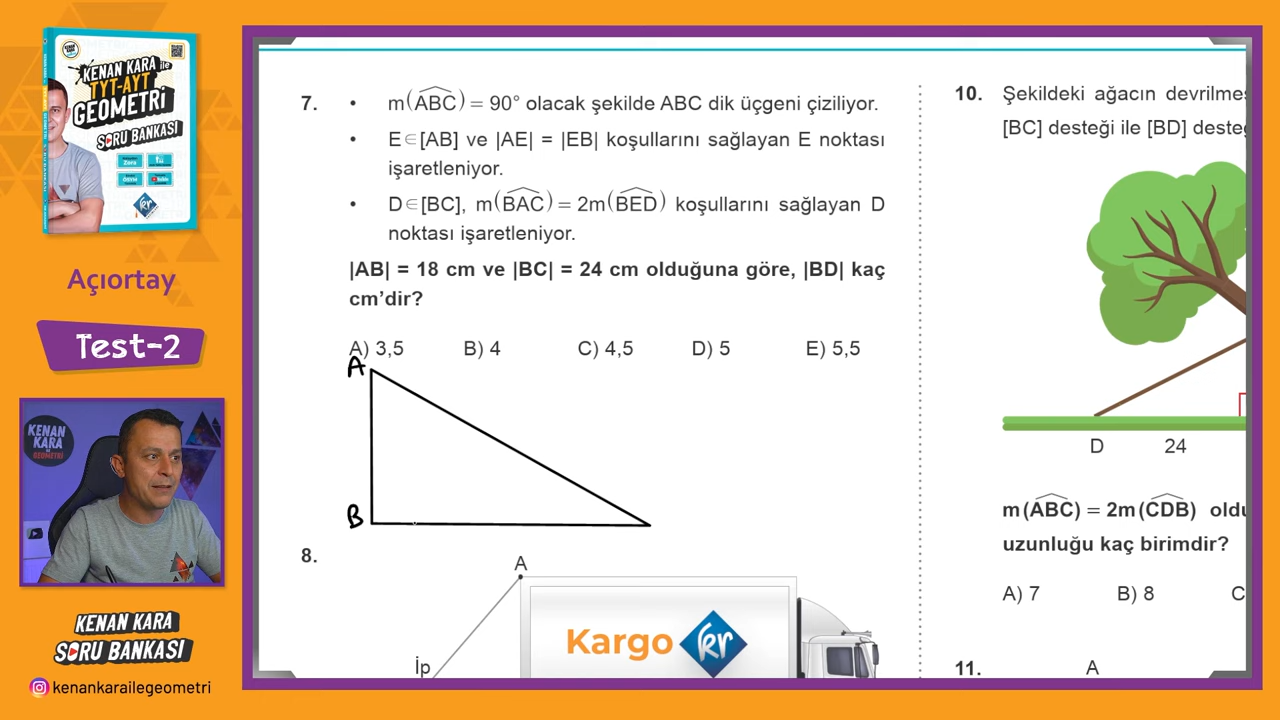 KENAN KARA ile
TYT-AYT
GEOMETRİ
SORU BANKASI
Açıortay
Test-2
KENAN
KARA
GEOMETRİ
KENAN KARA
SORU BANKASI
kenankarailegeometri
7. • m(ABC) = 90° olacak şekilde ABC dik üçgeni çiziliyor.
• E∈[AB] ve |AE| = |EB| koşullarını sağlayan E noktası
işaretleniyor.
• D∈[BC], m(BAC) = 2m(BED) koşullarını sağlayan D
noktası işaretleniyor.
|AB| = 18 cm ve |BC| = 24 cm olduğuna göre, |BD| kaç
cm'dir?
A) 3,5 B) 4 C) 4,5 D) 5 E) 5,5
A
B
8.
A
İp
Kargo kr
10. Şekildeki ağacın devrilmes
[BC] desteği ile [BD] desteğ
D 24
m(ABC) = 2m(CDB) oldu
uzunluğu kaç birimdir?
A) 7 B) 8 C
11. A